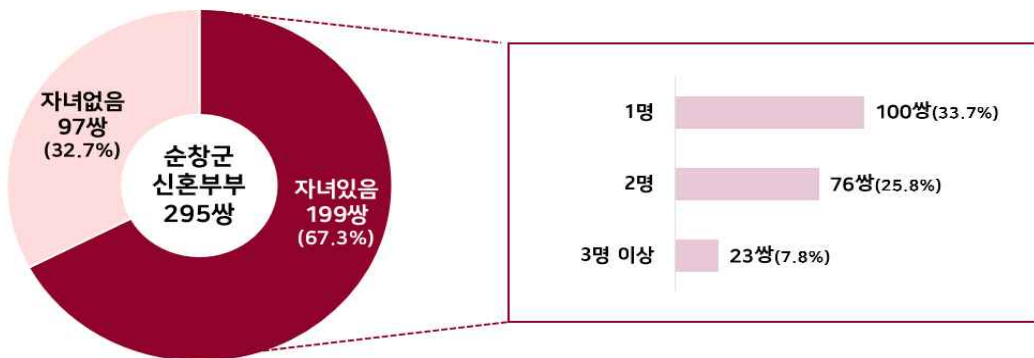 자녀없음
97쌍
(32.7%)
순창군
신혼부부
295쌍
자녀있음
199쌍
(67.3%)
1명 100쌍(33.7%)
2명 76쌍(25.8%)
3명 이상 23쌍(7.8%)